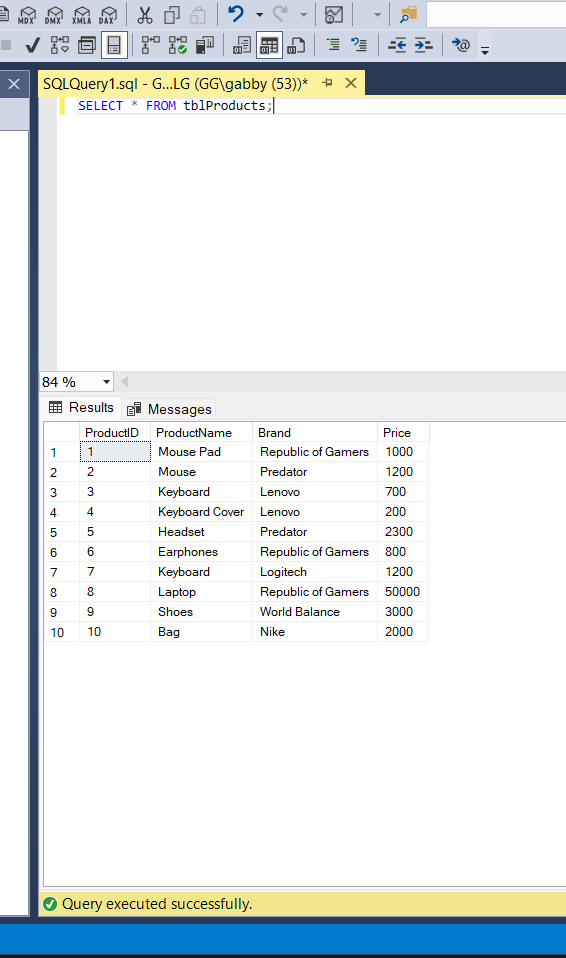 MDX DMX XMLA DAX
SQLQuery1.sql - G...LG (GG\gabby (53))*
SELECT * FROM tblProducts;
84 %
Results Messages
ProductID ProductName Brand Price
1 1 Mouse Pad Republic of Gamers 1000
2 2 Mouse Predator 1200
3 3 Keyboard Lenovo 700
4 4 Keyboard Cover Lenovo 200
5 5 Headset Predator 2300
6 6 Earphones Republic of Gamers 800
7 7 Keyboard Logitech 1200
8 8 Laptop Republic of Gamers 50000
9 9 Shoes World Balance 3000
10 10 Bag Nike 2000
Query executed successfully.